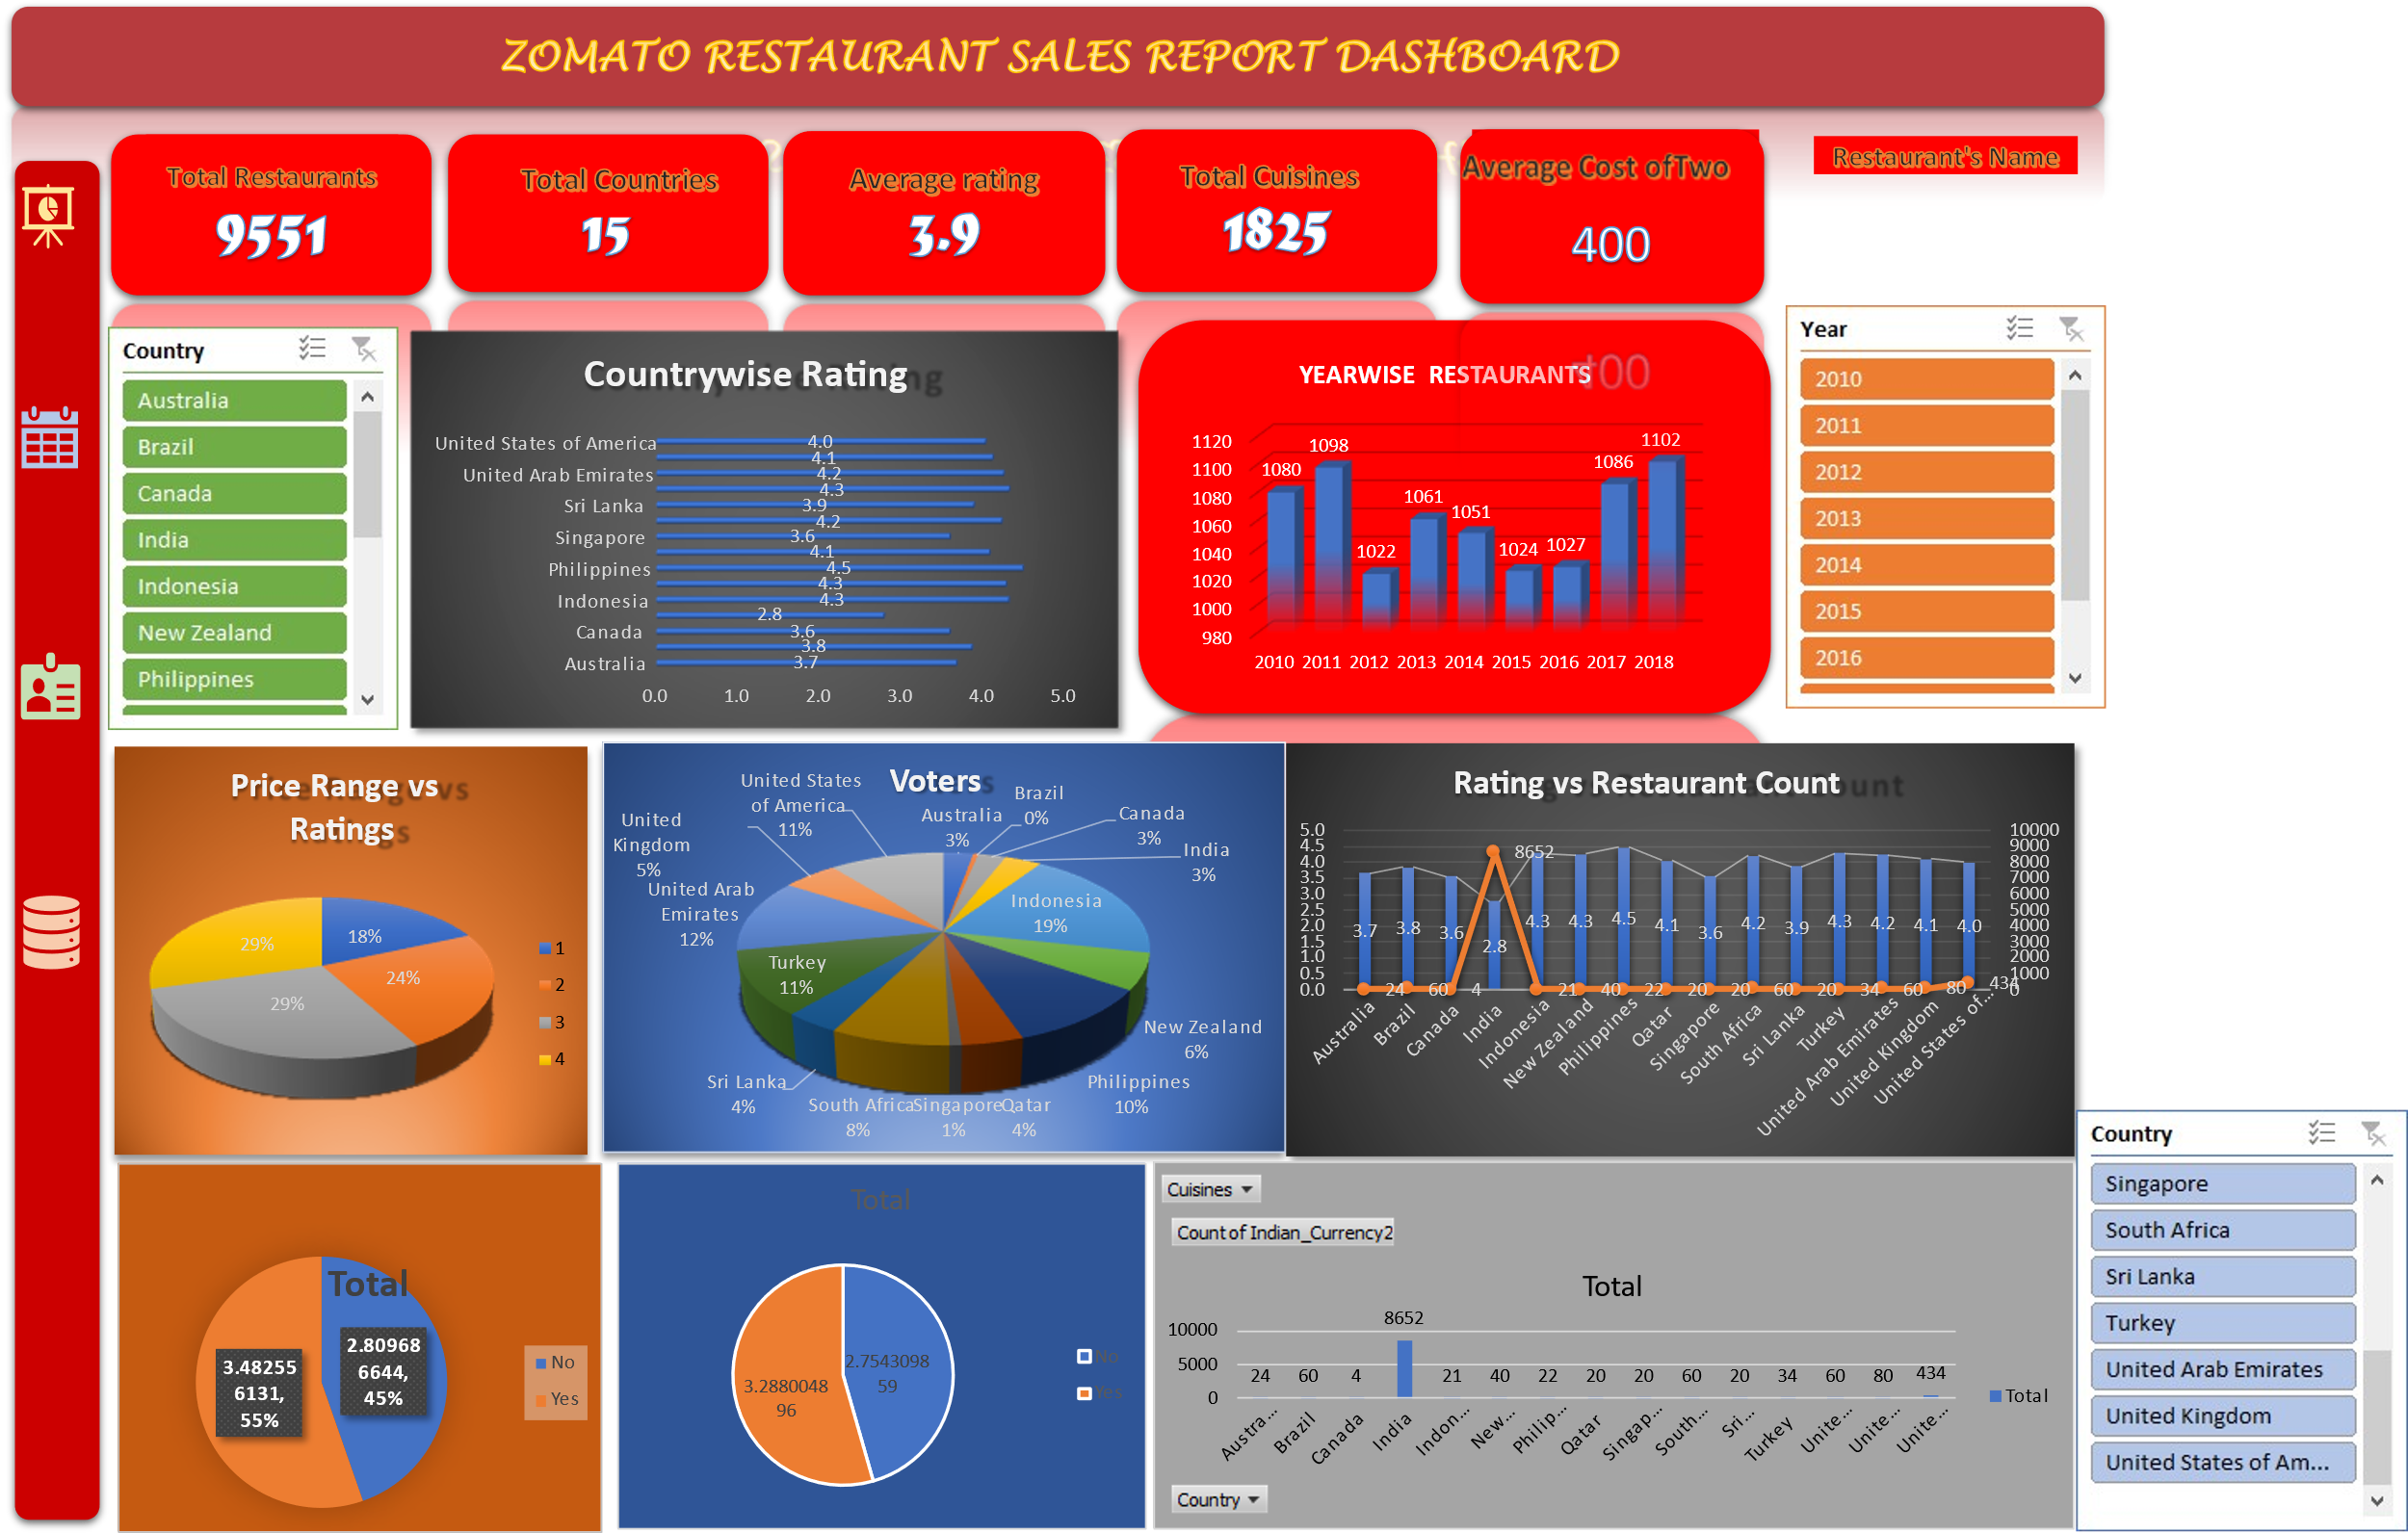 ZOMATO RESTAURANT SALES REPORT DASHBOARD
Total Restaurants
9551
Total Countries
15
Average rating
3.9
Total Cuisines
1825
Average Cost ofTwo
400
Restaurant's Name
Country
Australia
Brazil
Canada
India
Indonesia
New Zealand
Philippines
Countrywise Rating
United States of America
4.0
4.1
United Arab Emirates
4.2
4.3
Sri Lanka
3.9
4.2
Singapore
3.6
4.1
Philippines
4.5
4.3
Indonesia
4.3
2.8
Canada
3.6
3.8
Australia
3.7
0.0 1.0 2.0 3.0 4.0 5.0
YEARWISE RESTAURANTS
1120
1100
1080
1060
1040
1020
1000
980
1080 1098 1022 1061 1051 1024 1027 1086 1102
2010 2011 2012 2013 2014 2015 2016 2017 2018
Year
2010
2011
2012
2013
2014
2015
2016
Price Range vs
Ratings
18%
24%
29%
29%
1
2
3
4
Voters
Australia
3%
Brazil
0%
Canada
3%
India
3%
Indonesia
19%
New Zealand
6%
Philippines
10%
Qatar
4%
Singapore
1%
South Africa
8%
Sri Lanka
4%
Turkey
11%
United Arab
Emirates
12%
United
Kingdom
5%
United States
of America
11%
Rating vs Restaurant Count
5.0
4.5
4.0
3.5
3.0
2.5
2.0
1.5
1.0
0.5
0.0
10000
9000
8000
7000
6000
5000
4000
3000
2000
1000
0
3.7 3.8 3.6 2.8 4.3 4.3 4.5 4.1 3.6 4.2 3.9 4.3 4.2 4.1 4.0
24 60 4 8652 21 40 22 20 20 60 20 34 60 80 434
Australia
Brazil
Canada
India
Indonesia
New Zealand
Philippines
Qatar
Singapore
South Africa
Sri Lanka
Turkey
United Arab Emirates
United Kingdom
United States of...
Total
3.48255
6131,
55%
2.80968
6644,
45%
No
Yes
Total
3.2880048
96
2.7543098
59
No
Yes
Cuisines
Count of Indian_Currency2
Total
10000
5000
0
24 60 4 8652 21 40 22 20 20 60 20 34 60 80 434
Austra...
Brazil
Canada
India
Indon...
New...
Philip...
Qatar
Singap...
South...
Sri...
Turkey
Unite...
Unite...
Unite...
Total
Country
Country
Singapore
South Africa
Sri Lanka
Turkey
United Arab Emirates
United Kingdom
United States of Am...